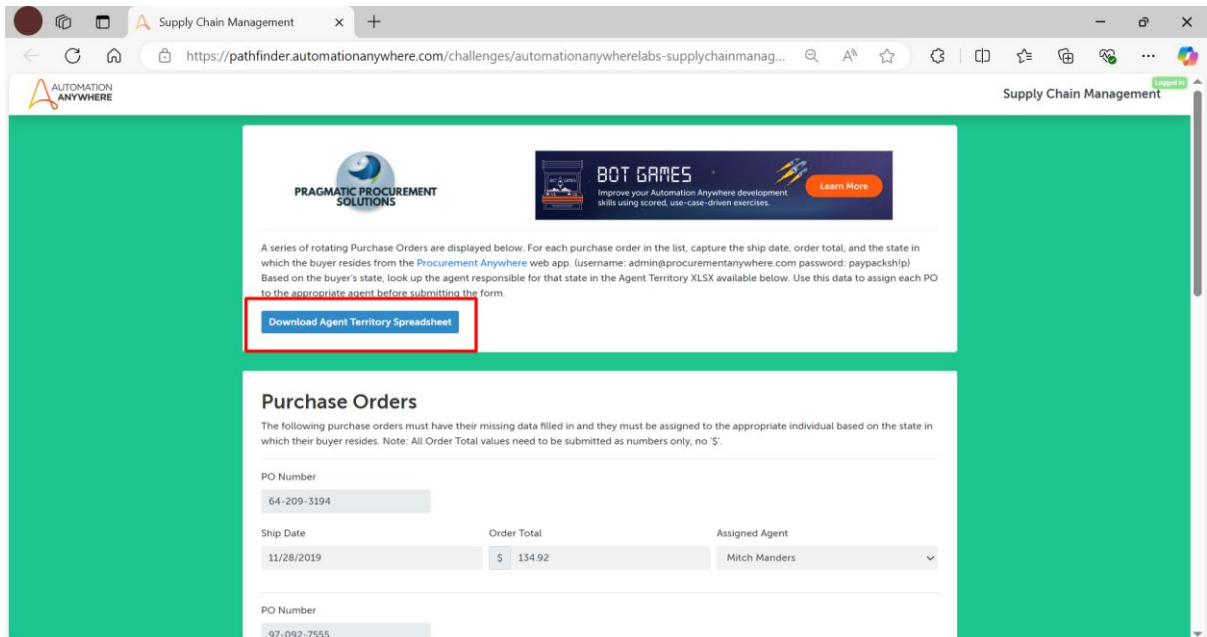 Supply Chain Management
https://pathfinder.automationanywhere.com/challenges/automationanywherelabs-supplychainmanag...
AUTOMATION
ANYWHERE
Supply Chain Management
Logged in
PRAGMATIC PROCUREMENT
SOLUTIONS
BOT GAMES
Improve your Automation Anywhere development
skills using scored, use-case-driven exercises.
Learn More
A series of rotating Purchase Orders are displayed below. For each purchase order in the list, capture the ship date, order total, and the state in
which the buyer resides from the Procurement Anywhere web app. (username: admin@procurementanywhere.com password: paypacksh!p)
Based on the buyer's state, look up the agent responsible for that state in the Agent Territory XLSX available below. Use this data to assign each PO
to the appropriate agent before submitting the form.
Download Agent Territory Spreadsheet
Purchase Orders
The following purchase orders must have their missing data filled in and they must be assigned to the appropriate individual based on the state in
which their buyer resides. Note: All Order Total values need to be submitted as numbers only, no '$'.
PO Number
64-209-3194
Ship Date Order Total Assigned Agent
11/28/2019 $ 134.92 Mitch Manders
PO Number
97-092-7555